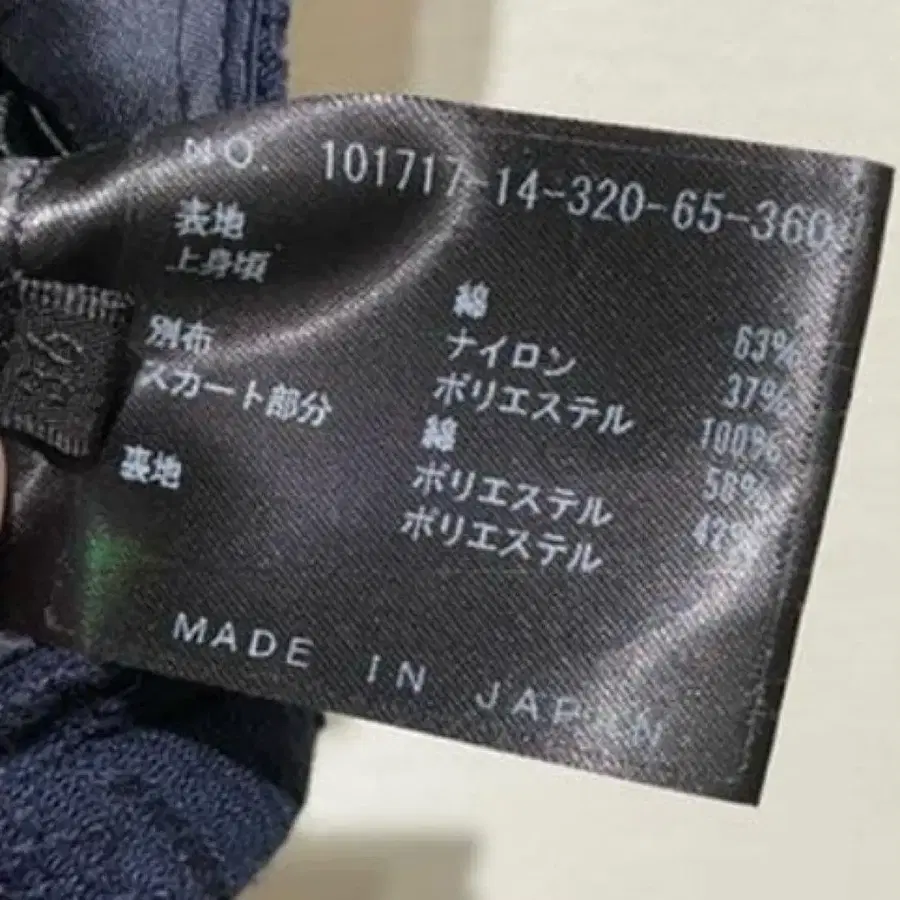 NO. 101717-14-320-65-360
表地
上身頃
綿 63%
ナイロン 37%
別布 ポリエステル 100%
スカート部分 綿 58%
ポリエステル 42%
裏地 ポリエステル
MADE IN JAPAN